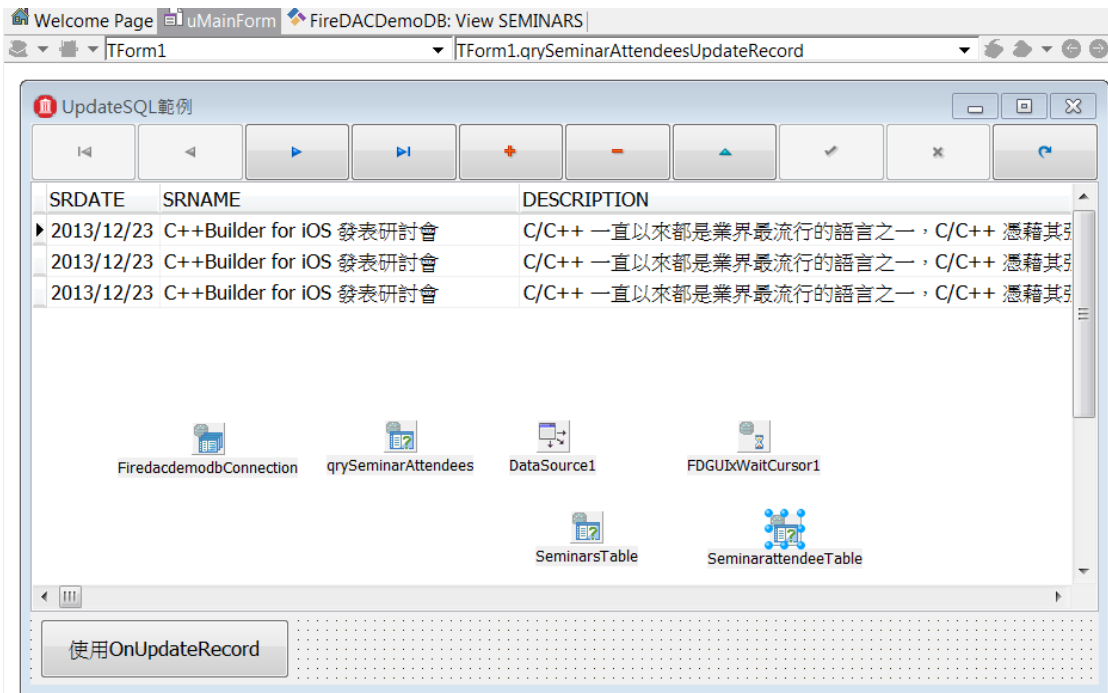 Welcome Page uMainForm FireDACDemoDB: View SEMINARS
TForm1 TForm1.qrySeminarAttendeesUpdateRecord
UpdateSQL範例
SRDATE SRNAME DESCRIPTION
2013/12/23 C++Builder for iOS 發表研討會 C/C++ 一直以來都是業界最流行的語言之一，C/C++ 憑藉其
2013/12/23 C++Builder for iOS 發表研討會 C/C++ 一直以來都是業界最流行的語言之一，C/C++ 憑藉其
2013/12/23 C++Builder for iOS 發表研討會 C/C++ 一直以來都是業界最流行的語言之一，C/C++ 憑藉其
FiredacdemodbConnection qrySeminarAttendees DataSource1 FDGUIxWaitCursor1
SeminarsTable SeminarattendeeTable
使用OnUpdateRecord